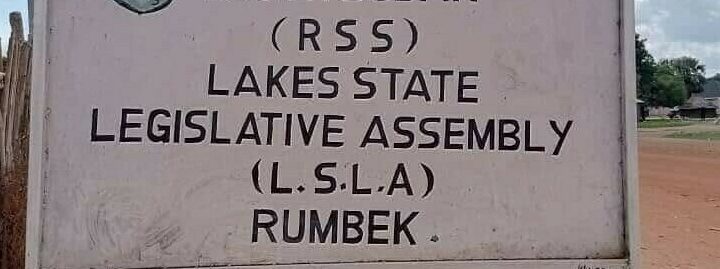 (RSS)
LAKES STATE
LEGISLATIVE ASSEMBLY
(L.S.L.A)
RUMBEK.